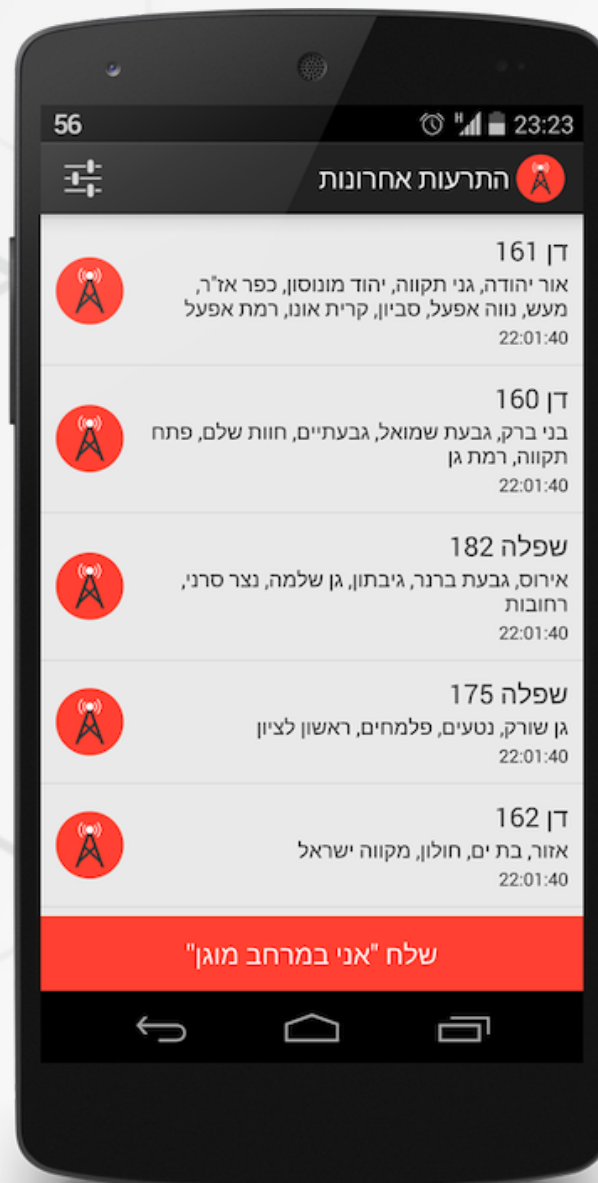 56
23:23
התרעות אחרונות
דן 161
אור יהודה, גני תקווה, יהוד מונוסון, כפר אז"ר,
מעש, נווה אפעל, סביון, קרית אונו, רמת אפעל
22:01:40
דן 160
בני ברק, גבעת שמואל, גבעתיים, חוות שלם, פתח
תקווה, רמת גן
22:01:40
שפלה 182
אירוס, גבעת ברנר, גיבתון, גן שלמה, נצר סרני,
רחובות
22:01:40
שפלה 175
גן שורק, נטעים, פלמחים, ראשון לציון
22:01:40
דן 162
אזור, בת ים, חולון, מקווה ישראל
22:01:40
שלח "אני במרחב מוגן"